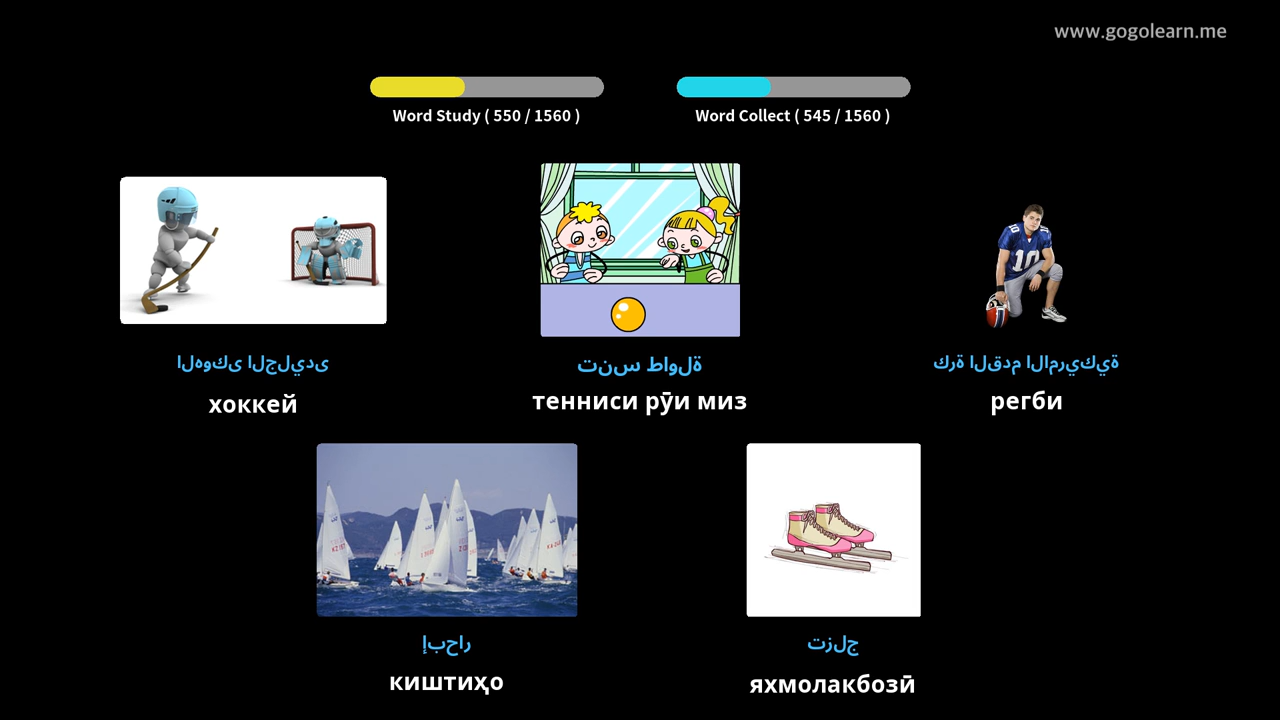 www.gogolearn.me
Word Study ( 550 / 1560 )
Word Collect ( 545 / 1560 )
الهوكى الجليدى
хоккей
تنس طاولة
тенниси рӯи миз
كرة القدم الامريكية
регби
10
إبحار
киштиҳо
تزلج
яхмолакбозӣ